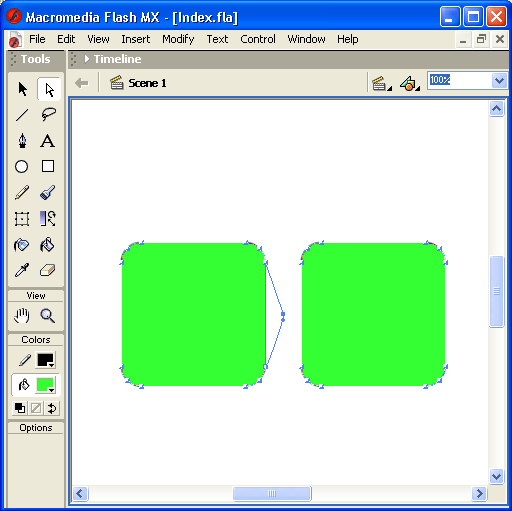 Macromedia Flash MX - [Index.fla]
File Edit View Insert Modify Text Control Window Help
Tools
Timeline
Scene 1
100%
View
Colors
Options